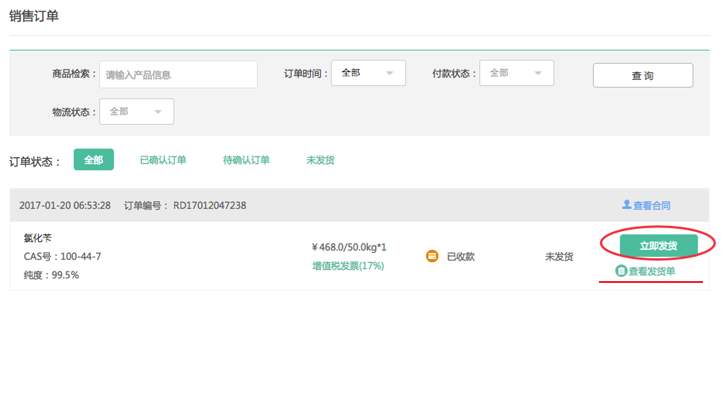 销售订单
商品检索： 请输入产品信息 订单时间： 全部 付款状态： 全部 查 询
物流状态： 全部
订单状态： 全部 已确认订单 待确认订单 未发货
2017-01-20 06:53:28 订单编号： RD17012047238 查看合同
氯化苄
CAS号：100-44-7
纯度：99.5%
￥468.0/50.0kg*1
增值税发票(17%)
已收款
未发货
立即发货
查看发货单